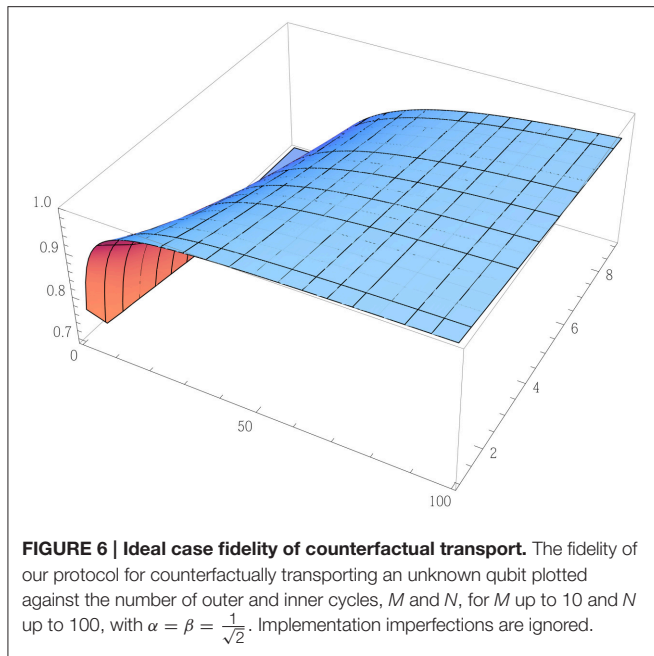 1.0
0.9
0.8
0.7
0
50
100
2
4
6
8
FIGURE 6 | Ideal case fidelity of counterfactual transport. The fidelity of
our protocol for counterfactually transporting an unknown qubit plotted
against the number of outer and inner cycles, M and N, for M up to 10 and N
up to 100, with α = β = 1/√2. Implementation imperfections are ignored.